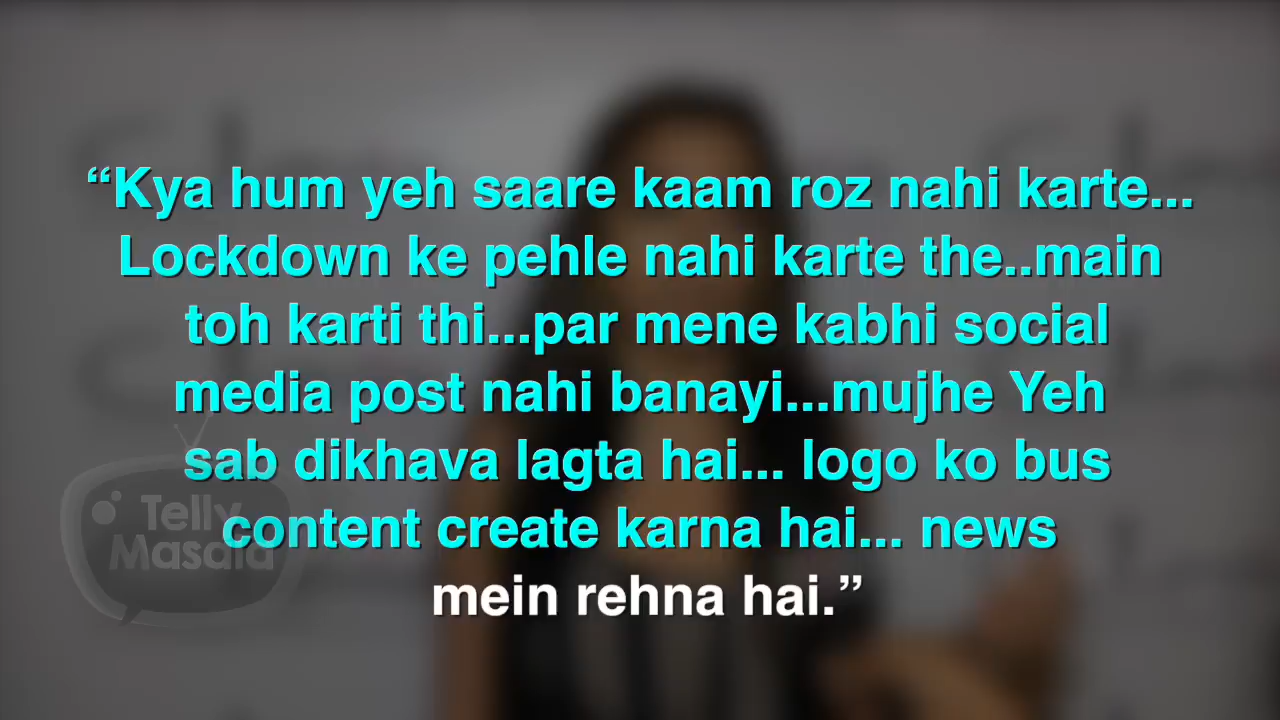 “Kya hum yeh saare kaam roz nahi karte...
Lockdown ke pehle nahi karte the..main
toh karti thi...par mene kabhi social
media post nahi banayi...mujhe Yeh
sab dikhava lagta hai... logo ko bus
content create karna hai... news
mein rehna hai.”
Telly
Masala